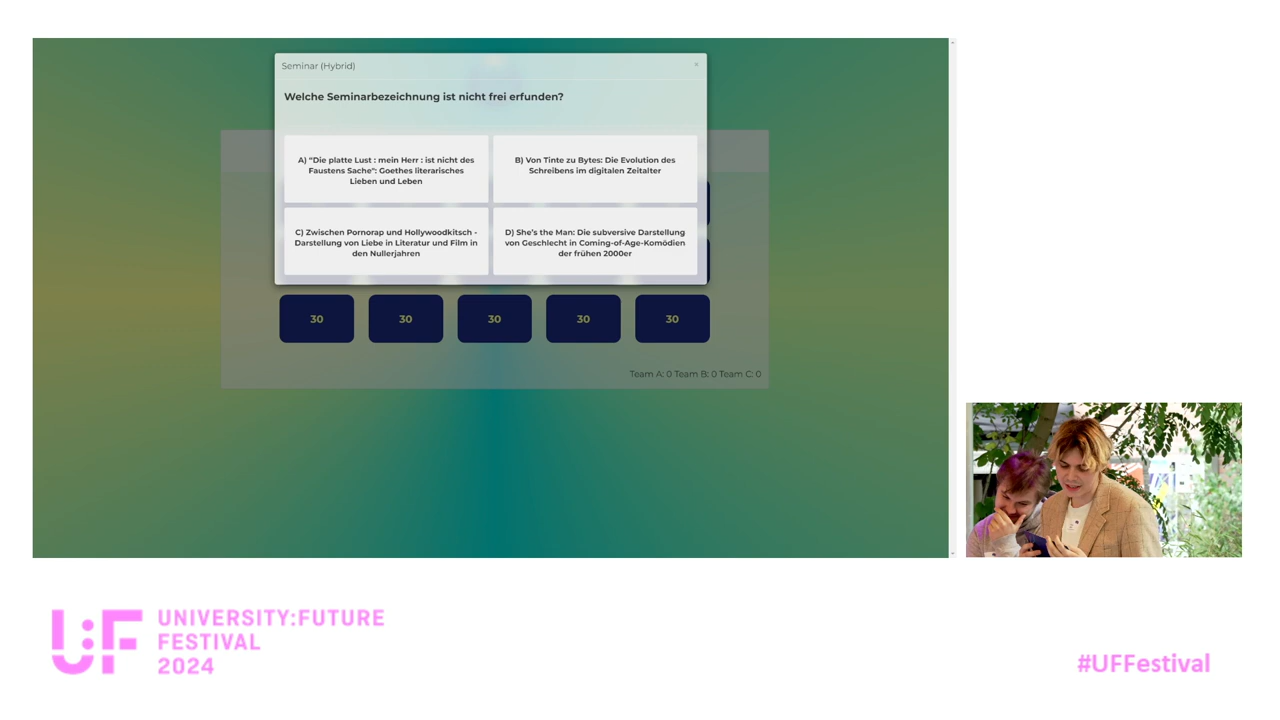 Seminar (Hybrid)
×
Welche Seminarbezeichnung ist nicht frei erfunden?
A) "Die platte Lust : mein Herr : ist nicht des
Faustens Sache": Goethes literarisches
Lieben und Leben
B) Von Tinte zu Bytes: Die Evolution des
Schreibens im digitalen Zeitalter
C) Zwischen Pornorap und Hollywoodkitsch -
Darstellung von Liebe in Literatur und Film in
den Nullerjahren
D) She's the Man: Die subversive Darstellung
von Geschlecht in Coming-of-Age-Komödien
der frühen 2000er
30 30 30 30 30
Team A: 0 Team B: 0 Team C: 0
U:F
UNIVERSITY:FUTURE
FESTIVAL
2024
#UFFestival